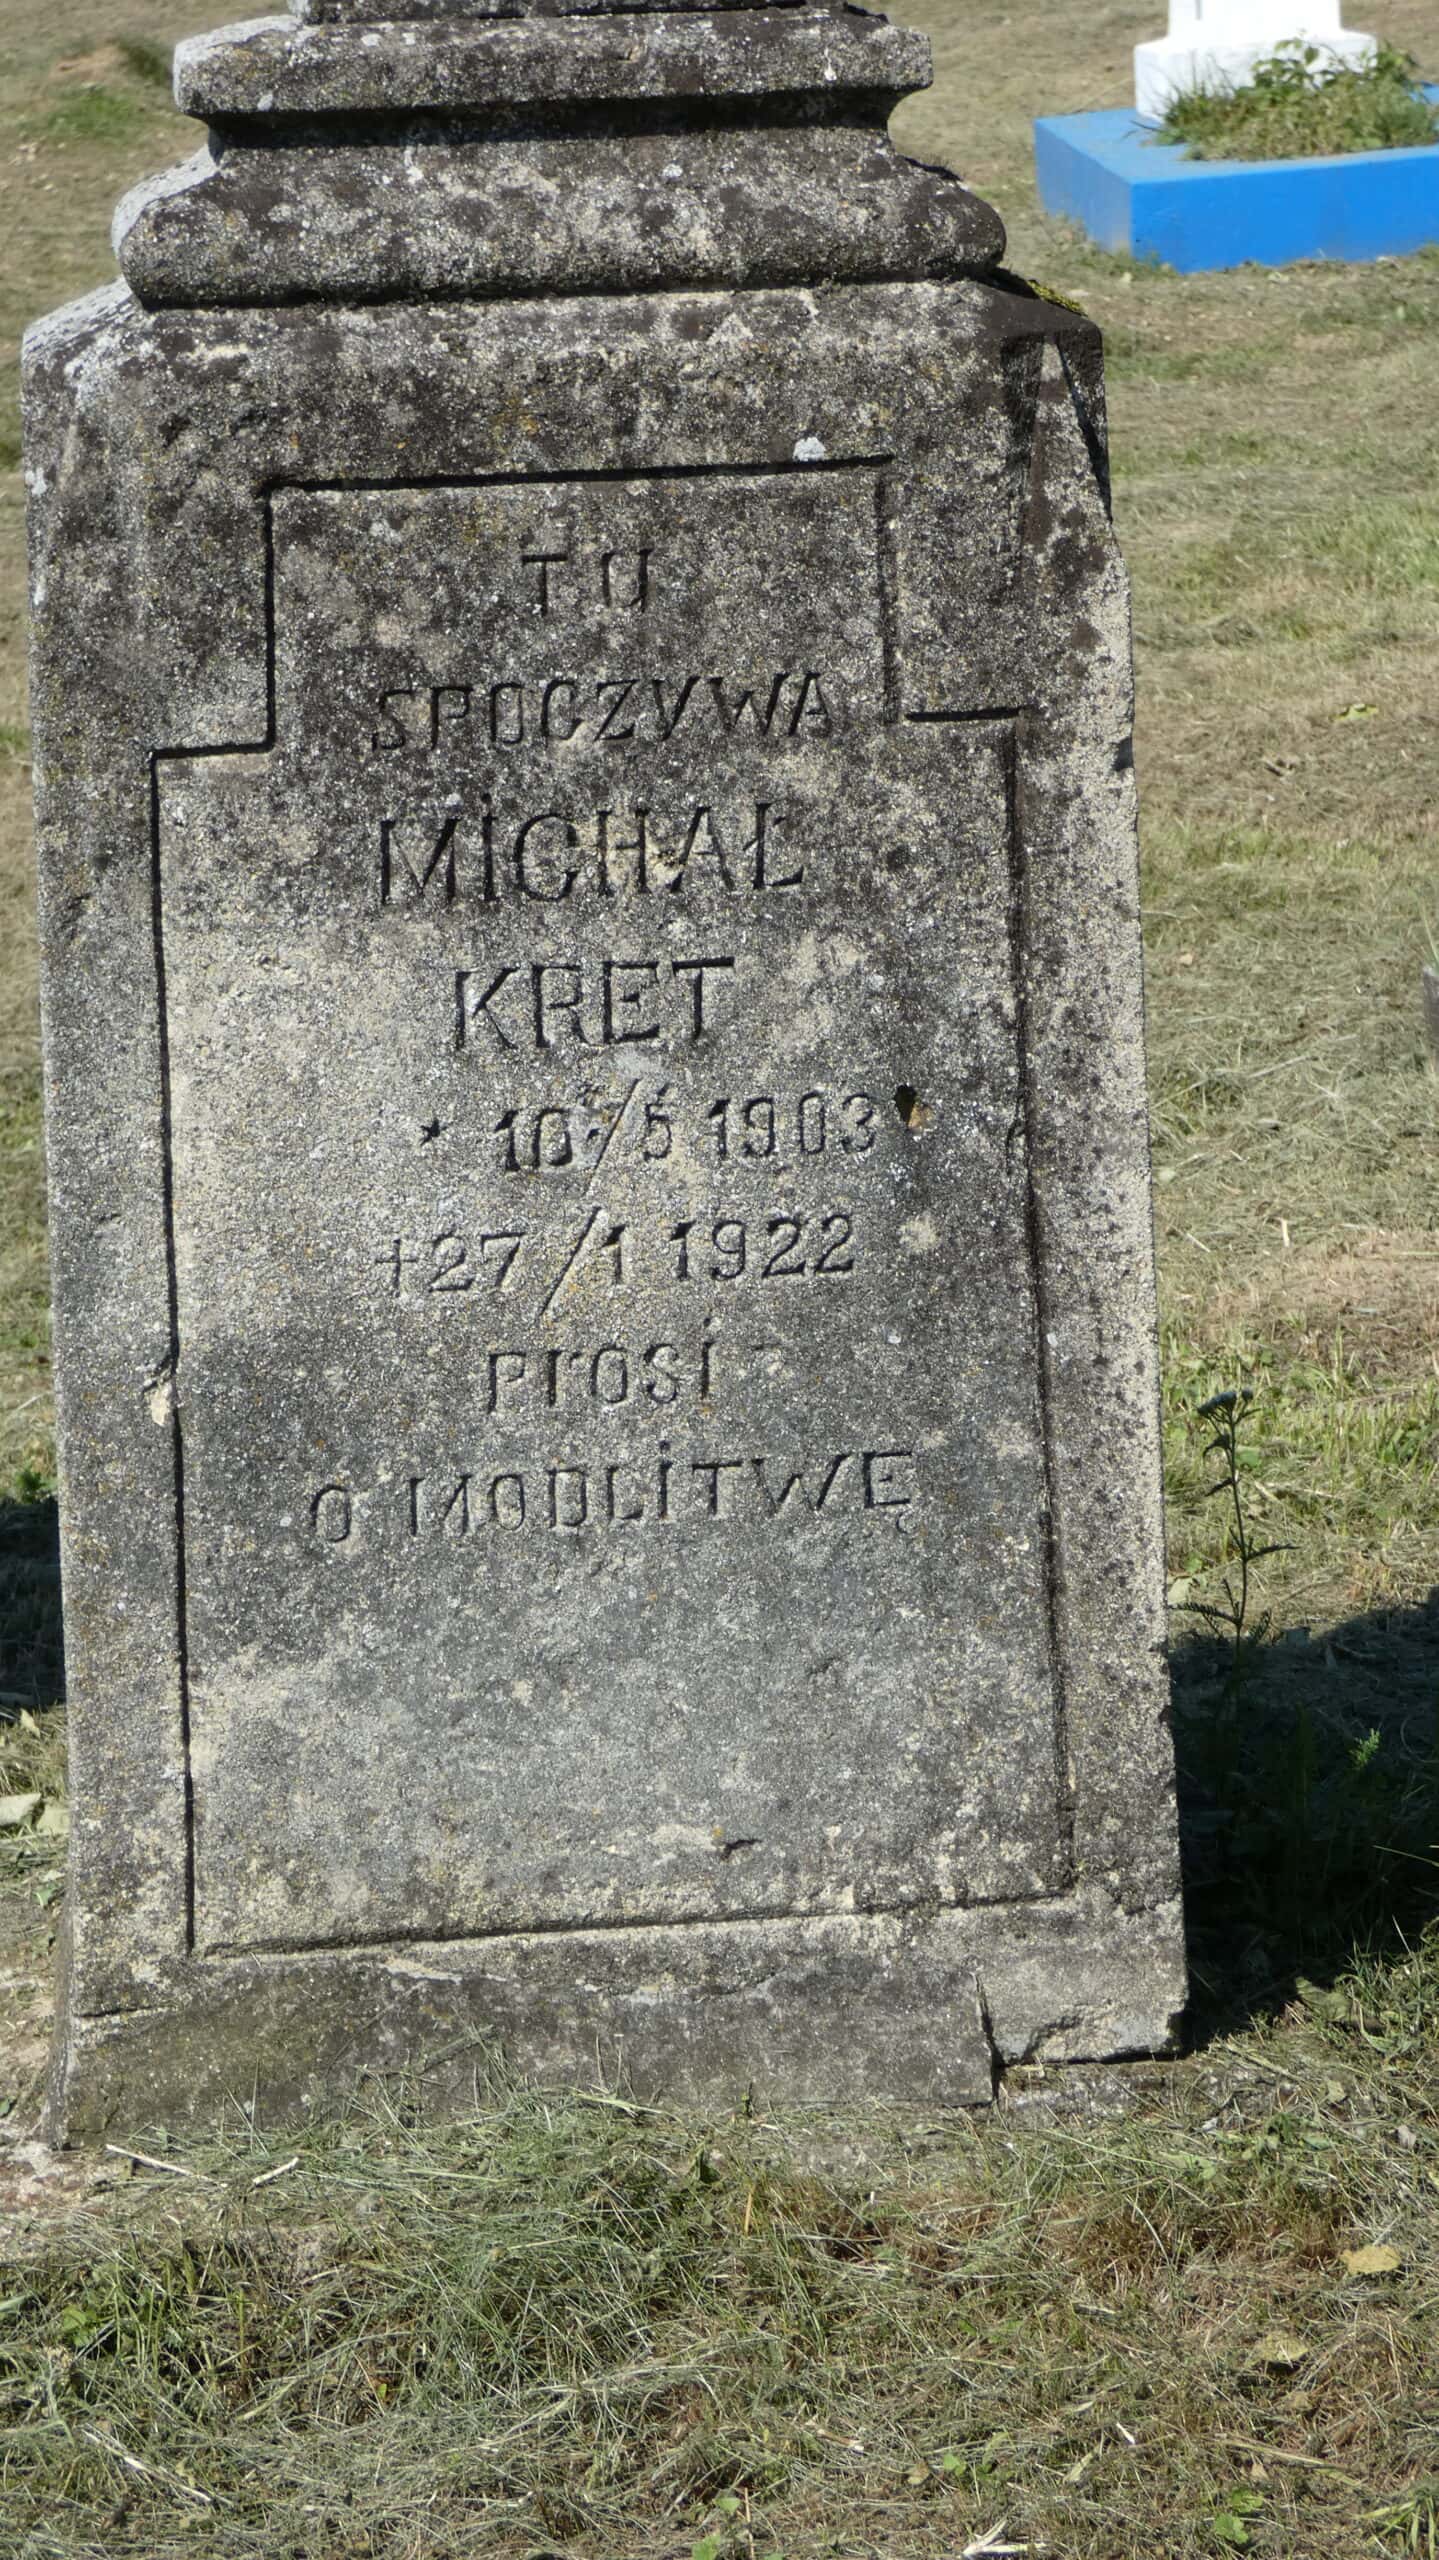 TU
SPOCZYWA
MiCHAŁ
KRET
* 10/5 1903
+27/1 1922
Prosi
O MODLiTWĘ